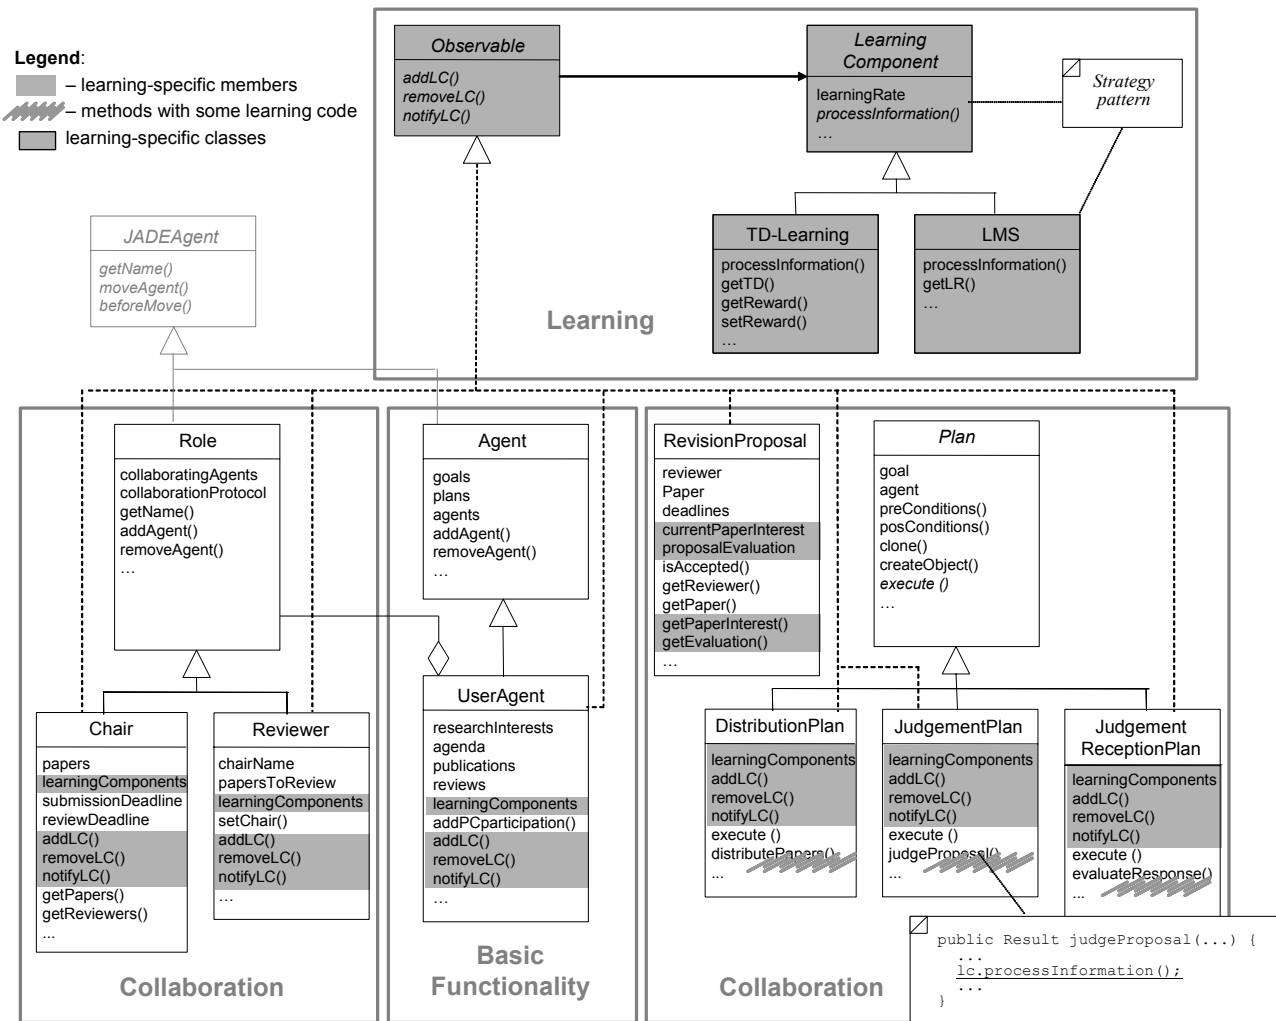 Legend:
– learning-specific members
– methods with some learning code
learning-specific classes
Observable
addLC()
removeLC()
notifyLC()
Learning
Component
learningRate
processInformation()
…
Strategy
pattern
TD-Learning
processInformation()
getTD()
getReward()
setReward()
…
LMS
processInformation()
getLR()
…
Learning
JADEAgent
getName()
moveAgent()
beforeMove()
Role
collaboratingAgents
collaborationProtocol
getName()
addAgent()
removeAgent()
…
Chair
papers
learningComponents
submissionDeadline
reviewDeadline
addLC()
removeLC()
notifyLC()
getPapers()
getReviewers()
...
Reviewer
chairName
papersToReview
learningComponents
setChair()
addLC()
removeLC()
notifyLC()
…
Collaboration
Agent
goals
plans
agents
addAgent()
removeAgent()
…
UserAgent
researchInterests
agenda
publications
reviews
learningComponents
addPCparticipation()
addLC()
removeLC()
notifyLC()
…
Basic
Functionality
RevisionProposal
reviewer
Paper
deadlines
currentPaperInterest
proposalEvaluation
isAccepted()
getReviewer()
getPaper()
getPaperInterest()
getEvaluation()
…
Plan
goal
agent
preConditions()
posConditions()
clone()
createObject()
execute ()
…
DistributionPlan
learningComponents
addLC()
removeLC()
notifyLC()
execute ()
distributePapers()
...
JudgementPlan
learningComponents
addLC()
removeLC()
notifyLC()
execute ()
judgeProposal()
...
Judgement
ReceptionPlan
learningComponents
addLC()
removeLC()
notifyLC()
execute ()
evaluateResponse()
...
Collaboration
public Result judgeProposal(...) {
...
lc.processInformation();
...
}